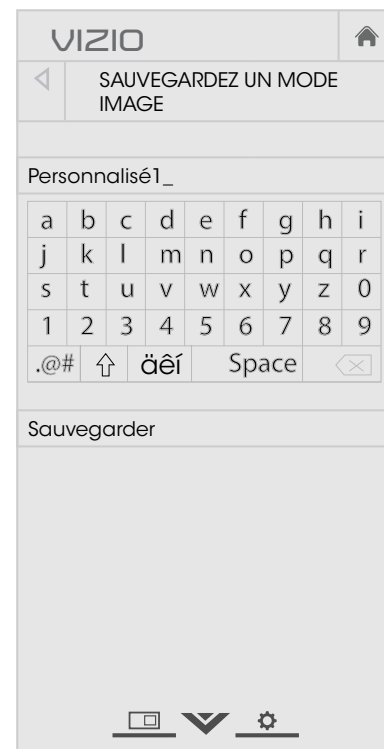 VIZIO
SAUVEGARDEZ UN MODE
IMAGE
Personnalisé1_
a b c d e f g h i
j k l m n o p q r
s t u v w x y z 0
1 2 3 4 5 6 7 8 9
.@# äêí Space
Sauvegarder